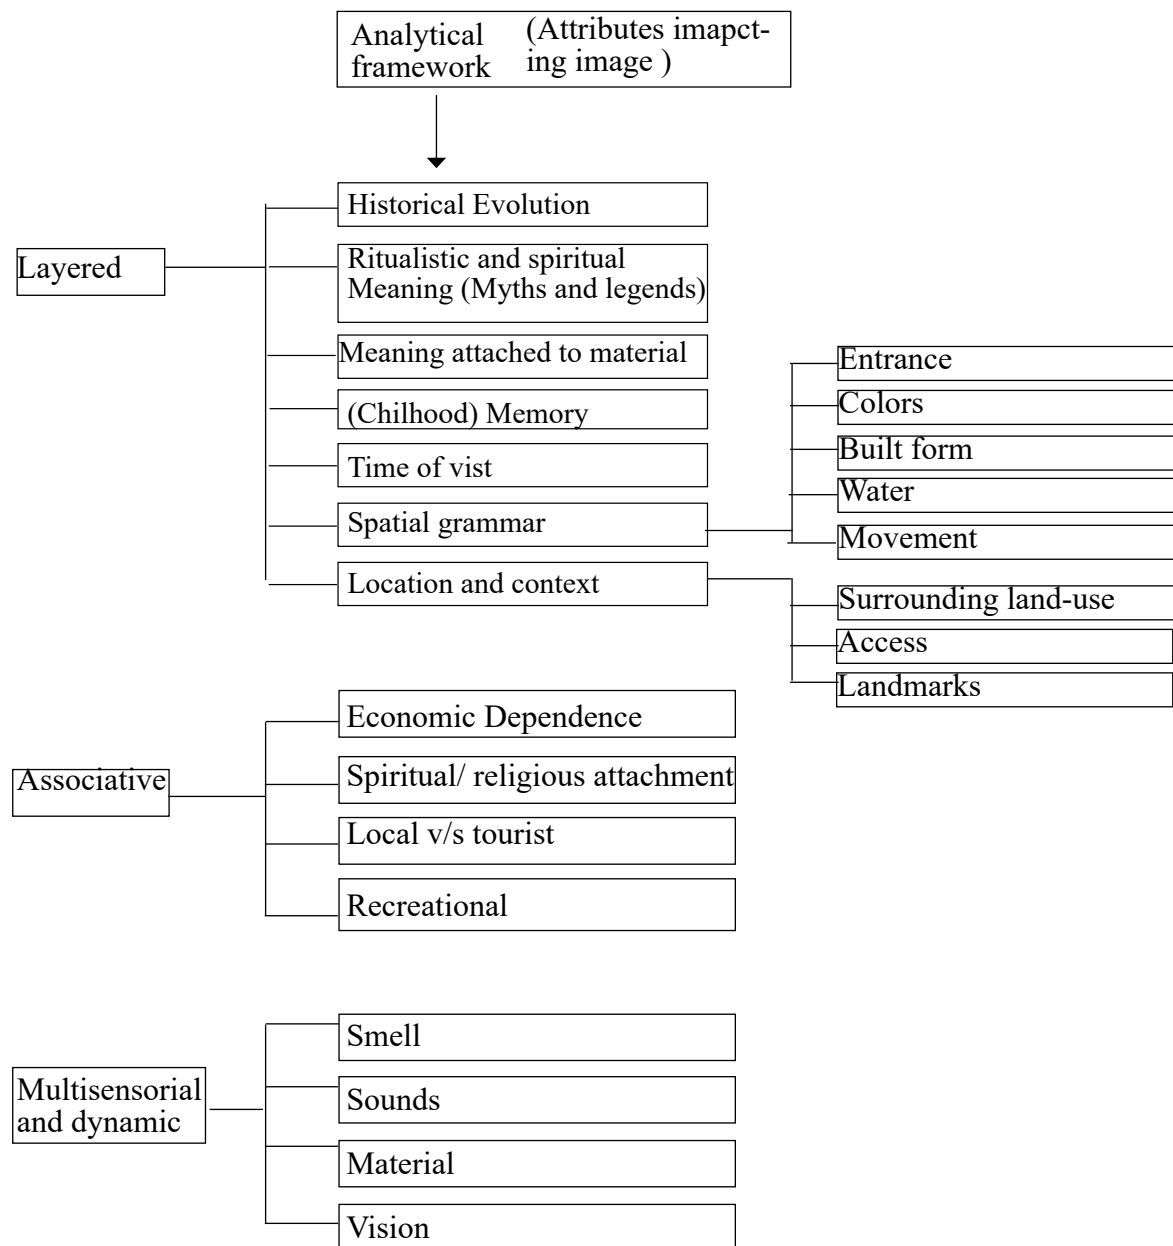 Analytical
framework
(Attributes imapct-
ing image )
Layered
Historical Evolution
Ritualistic and spiritual
Meaning (Myths and legends)
Meaning attached to material
(Chilhood) Memory
Time of vist
Spatial grammar
Location and context
Entrance
Colors
Built form
Water
Movement
Surrounding land-use
Access
Landmarks
Associative
Economic Dependence
Spiritual/ religious attachment
Local v/s tourist
Recreational
Multisensorial
and dynamic
Smell
Sounds
Material
Vision